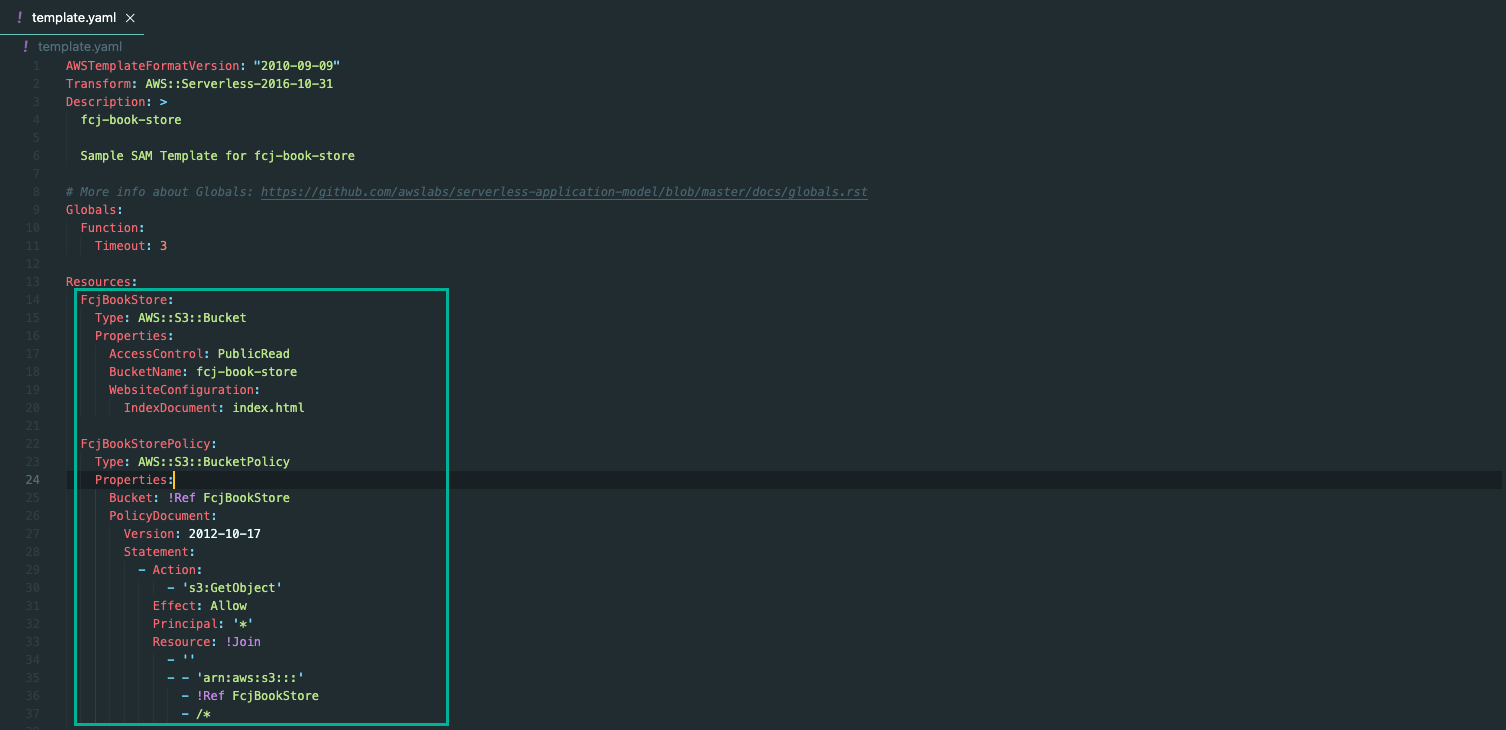 ! template.yaml ×
! template.yaml
1 AWSTemplateFormatVersion: "2010-09-09"
2 Transform: AWS::Serverless-2016-10-31
3 Description: >
4   fcj-book-store
5
6   Sample SAM Template for fcj-book-store
7
8 # More info about Globals: https://github.com/awslabs/serverless-application-model/blob/master/docs/globals.rst
9 Globals:
10   Function:
11     Timeout: 3
12
13 Resources:
14   FcjBookStore:
15     Type: AWS::S3::Bucket
16     Properties:
17       AccessControl: PublicRead
18       BucketName: fcj-book-store
19       WebsiteConfiguration:
20         IndexDocument: index.html
21
22   FcjBookStorePolicy:
23     Type: AWS::S3::BucketPolicy
24     Properties:
25       Bucket: !Ref FcjBookStore
26       PolicyDocument:
27         Version: 2012-10-17
28         Statement:
29           - Action:
30               - 's3:GetObject'
31             Effect: Allow
32             Principal: '*'
33             Resource: !Join
34               - ''
35               - - 'arn:aws:s3:::'
36                 - !Ref FcjBookStore
37                 - /*